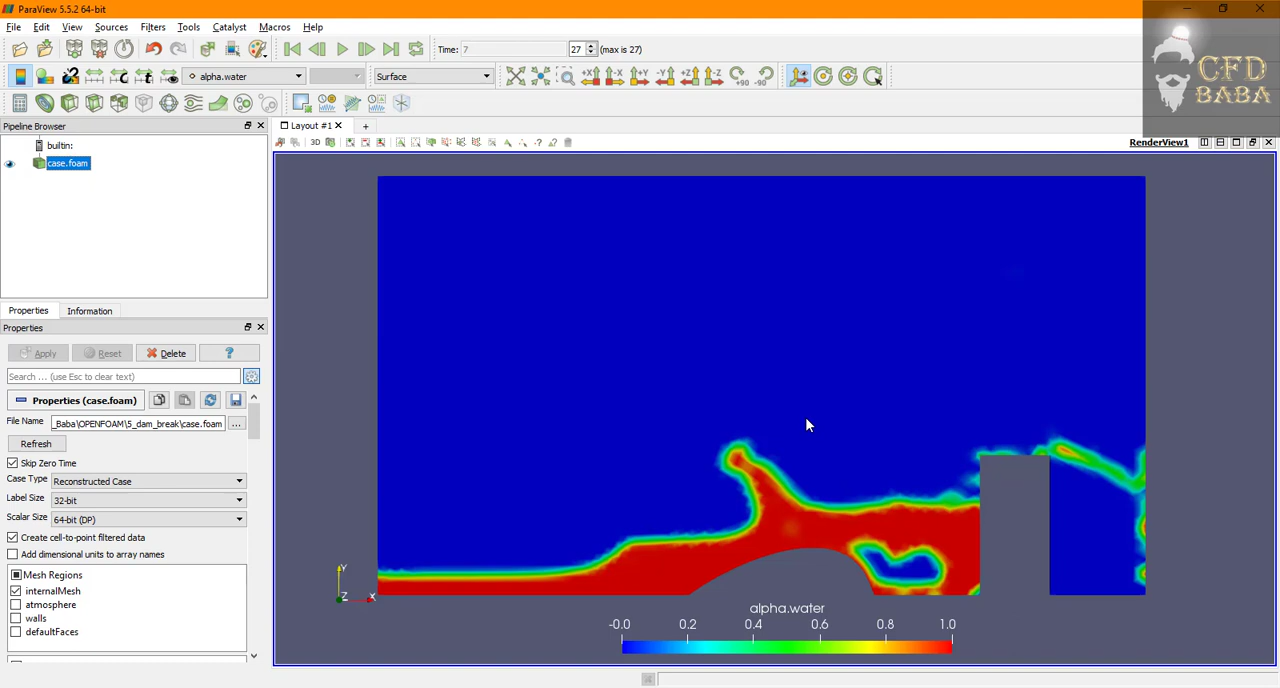 ParaView 5.5.2 64-bit
File Edit View Sources Filters Tools Catalyst Macros Help
Time: 7 27 (max is 27)
alpha.water Surface +X -X +Y -Y +Z -Z +90 -90
CFD
BABA
Pipeline Browser
Layout #1
builtin:
3D RenderView1
case.foam
Properties Information
Properties
Apply Reset Delete ?
Search ... (use Esc to clear text)
Properties (case.foam)
File Name _Baba\OPENFOAM\5_dam_break\case.foam ...
Refresh
Skip Zero Time
Case Type Reconstructed Case
Label Size 32-bit
Scalar Size 64-bit (DP)
Create cell-to-point filtered data
Add dimensional units to array names
Mesh Regions
internalMesh
atmosphere
walls
defaultFaces
Y
Z X
alpha.water
-0.0 0.2 0.4 0.6 0.8 1.0